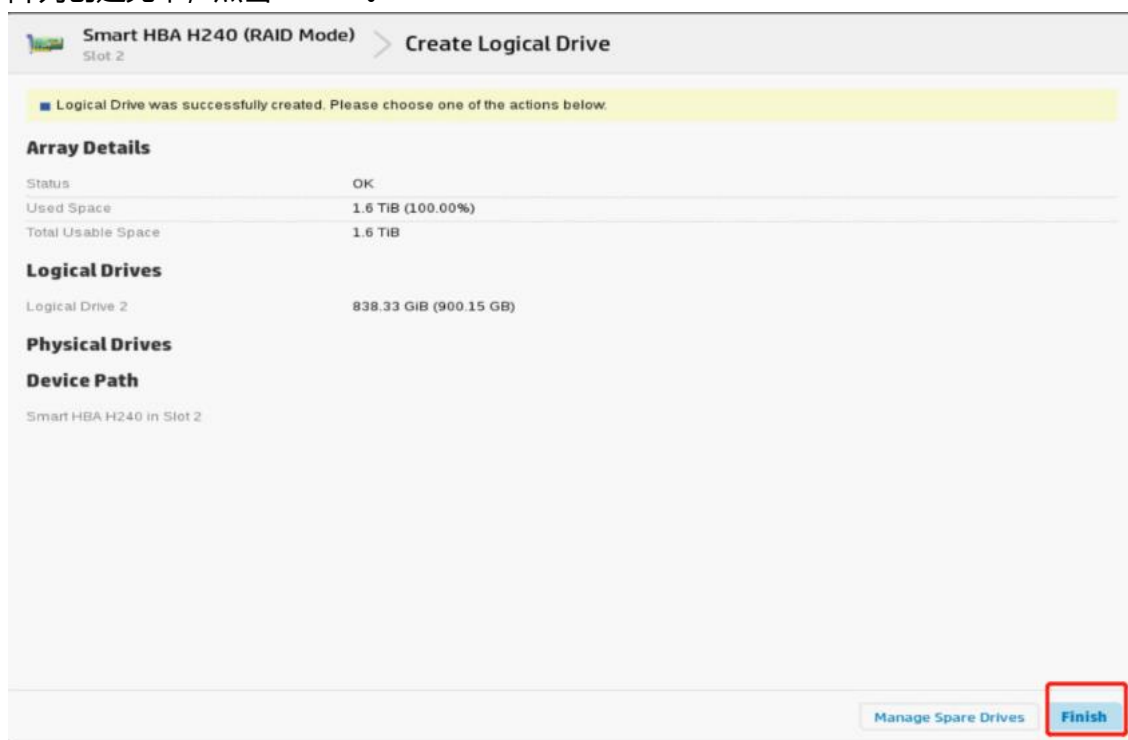 Smart HBA H240 (RAID Mode)
Slot 2
Create Logical Drive
Logical Drive was successfully created. Please choose one of the actions below.
Array Details
Status OK
Used Space 1.6 TiB (100.00%)
Total Usable Space 1.6 TiB
Logical Drives
Logical Drive 2 838.33 GiB (900.15 GB)
Physical Drives
Device Path
Smart HBA H240 in Slot 2
Manage Spare Drives Finish